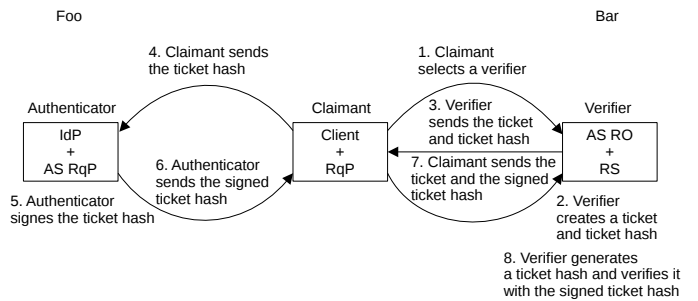 Foo
Bar
4. Claimant sends
the ticket hash
1. Claimant
selects a verifier
Authenticator
Claimant
Verifier
3. Verifier
sends the ticket
and ticket hash
IdP
+
AS RqP
Client
+
RqP
AS RO
+
RS
6. Authenticator
sends the signed
ticket hash
7. Claimant sends the
ticket and the signed
ticket hash
5. Authenticator
signes the ticket hash
2. Verifier
creates a ticket
and ticket hash
8. Verifier generates
a ticket hash and verifies it
with the signed ticket hash